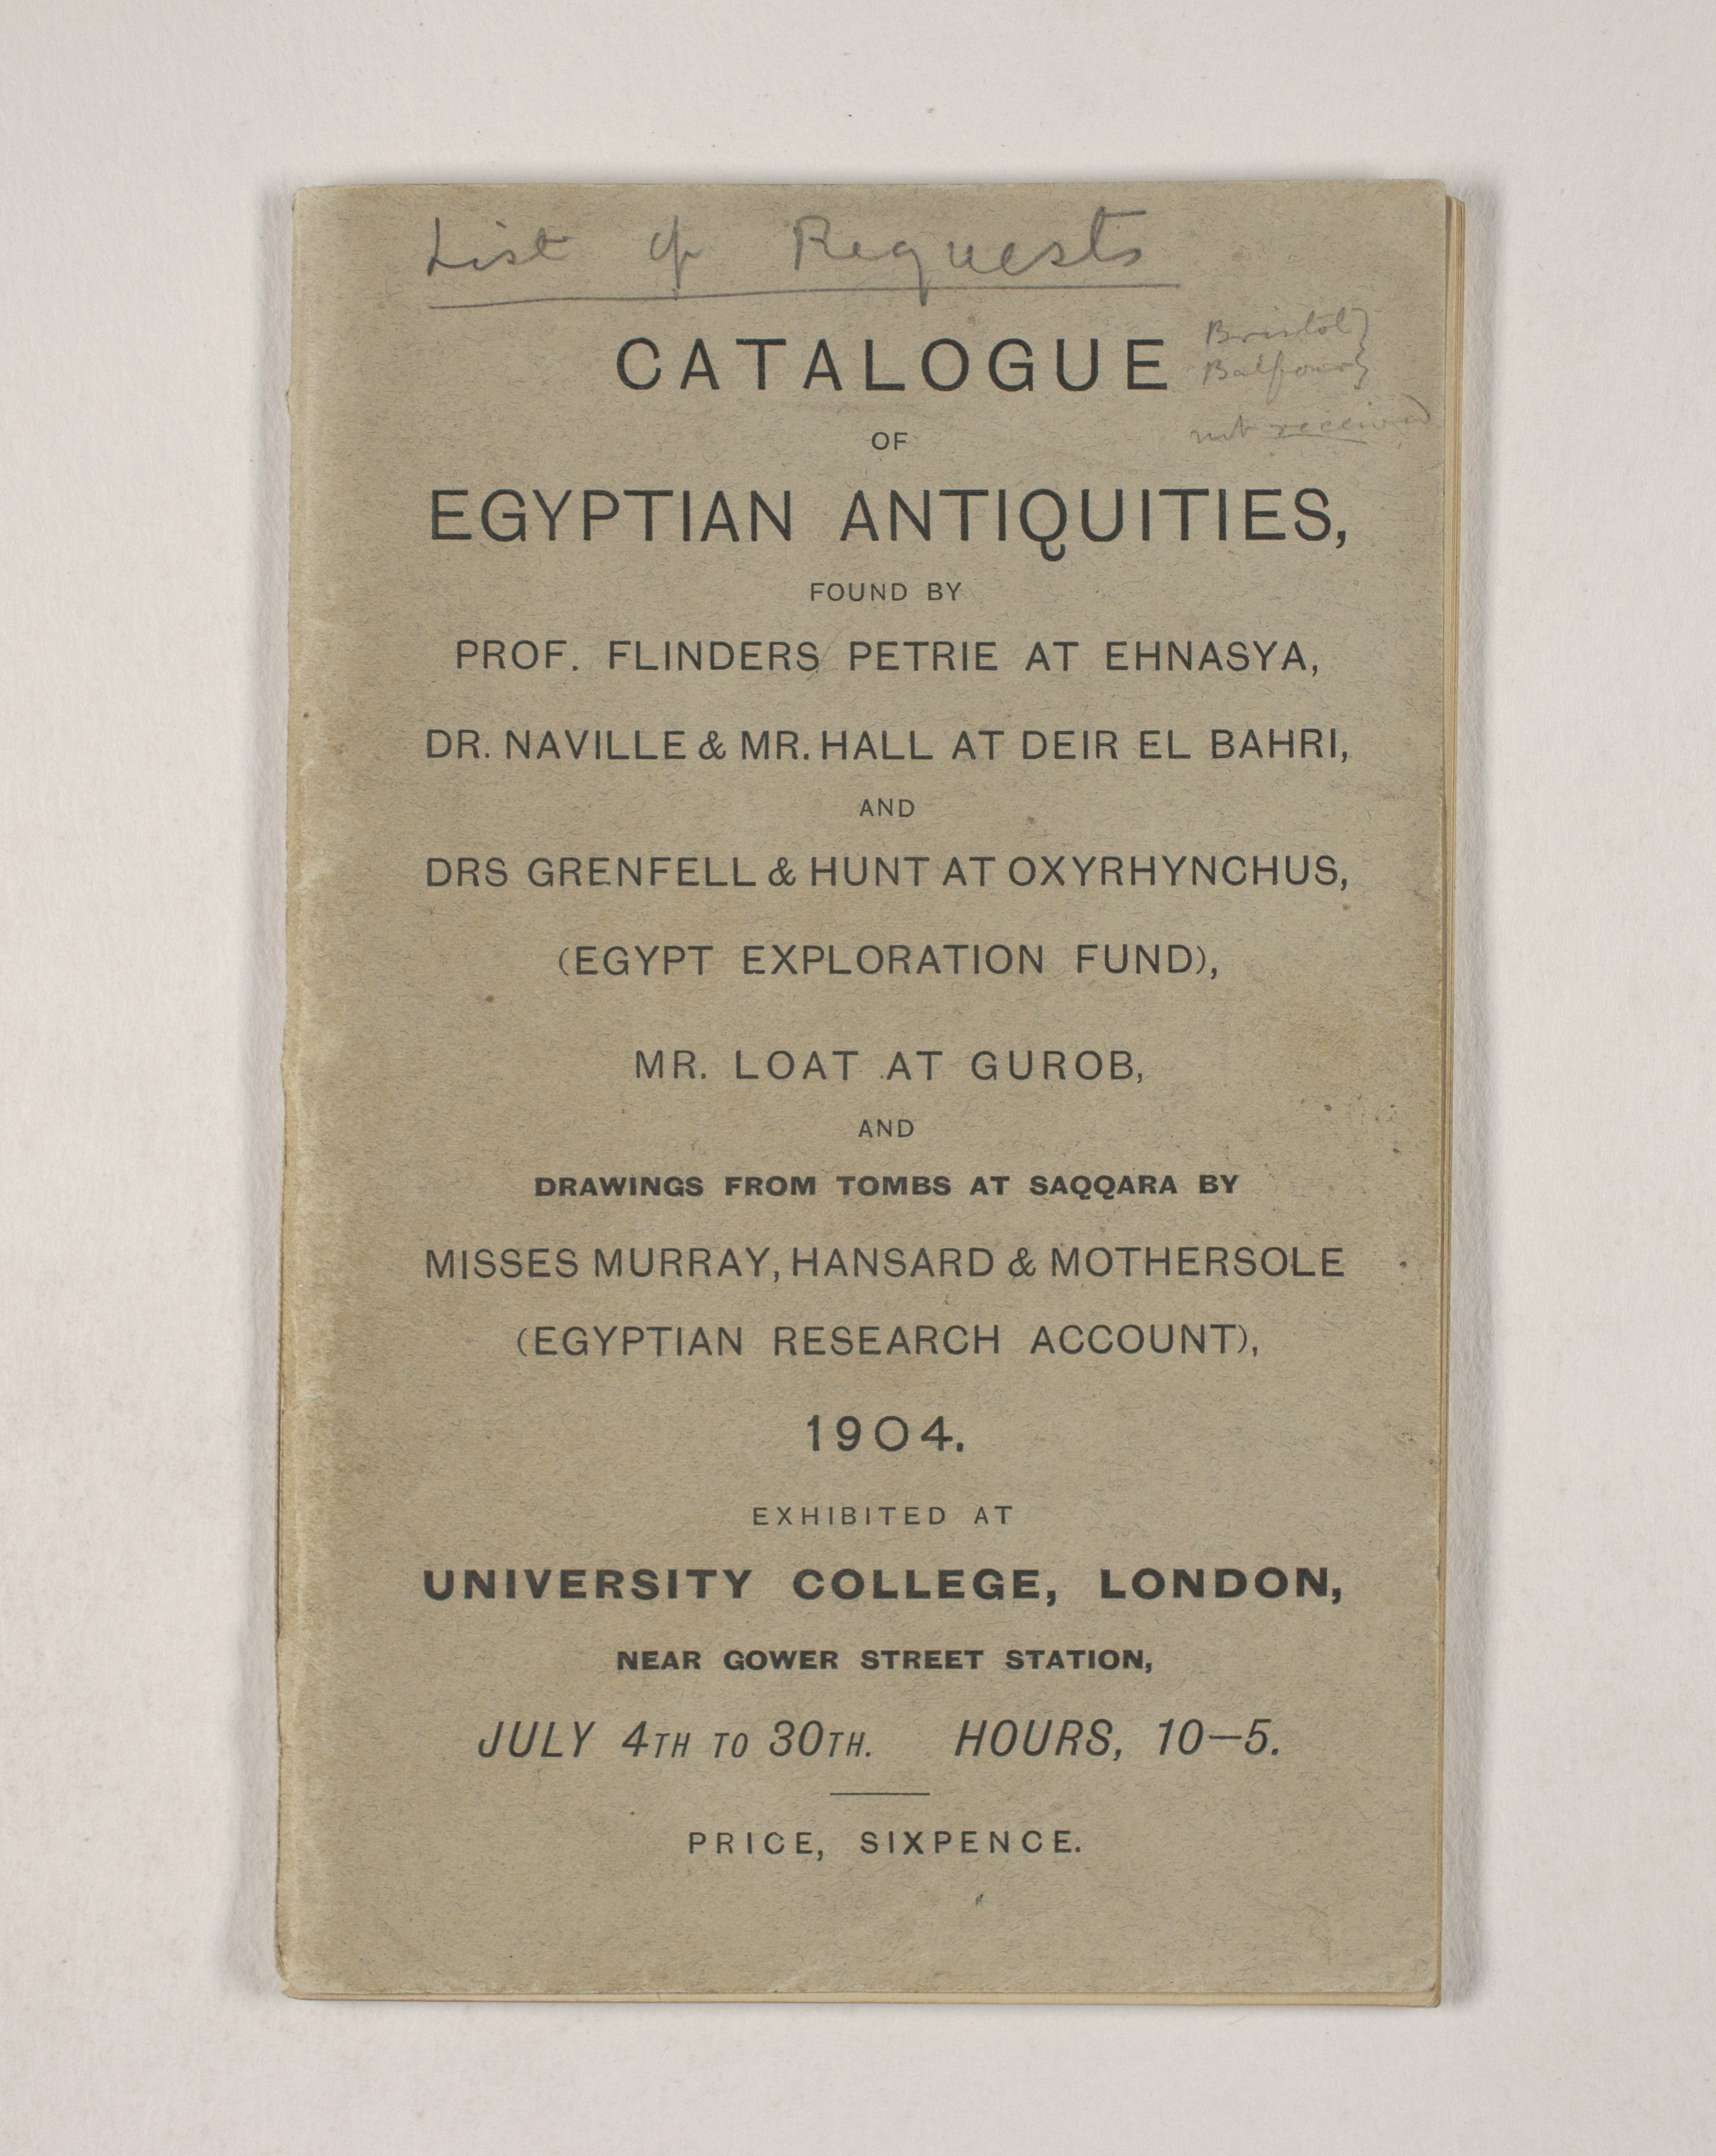 List of Requests
Bristol }
Balfour }
not received
CATALOGUE
OF
EGYPTIAN ANTIQUITIES,
FOUND BY
PROF. FLINDERS PETRIE AT EHNASYA,
DR. NAVILLE & MR. HALL AT DEIR EL BAHRI,
AND
DRS GRENFELL & HUNT AT OXYRHYNCHUS,
(EGYPT EXPLORATION FUND),
MR. LOAT AT GUROB,
AND
DRAWINGS FROM TOMBS AT SAQQARA BY
MISSES MURRAY, HANSARD & MOTHERSOLE
(EGYPTIAN RESEARCH ACCOUNT),
1904.
EXHIBITED AT
UNIVERSITY COLLEGE, LONDON,
NEAR GOWER STREET STATION,
JULY 4TH TO 30TH. HOURS, 10—5.
PRICE, SIXPENCE.